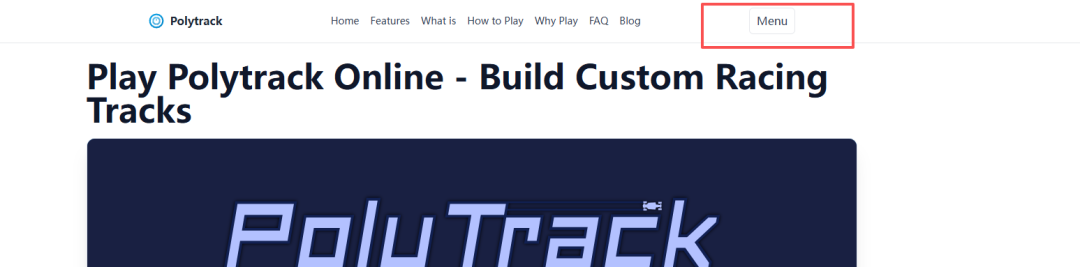 Polytrack Home Features What is How to Play Why Play FAQ Blog Menu
Play Polytrack Online - Build Custom Racing
Tracks
PolyTrack